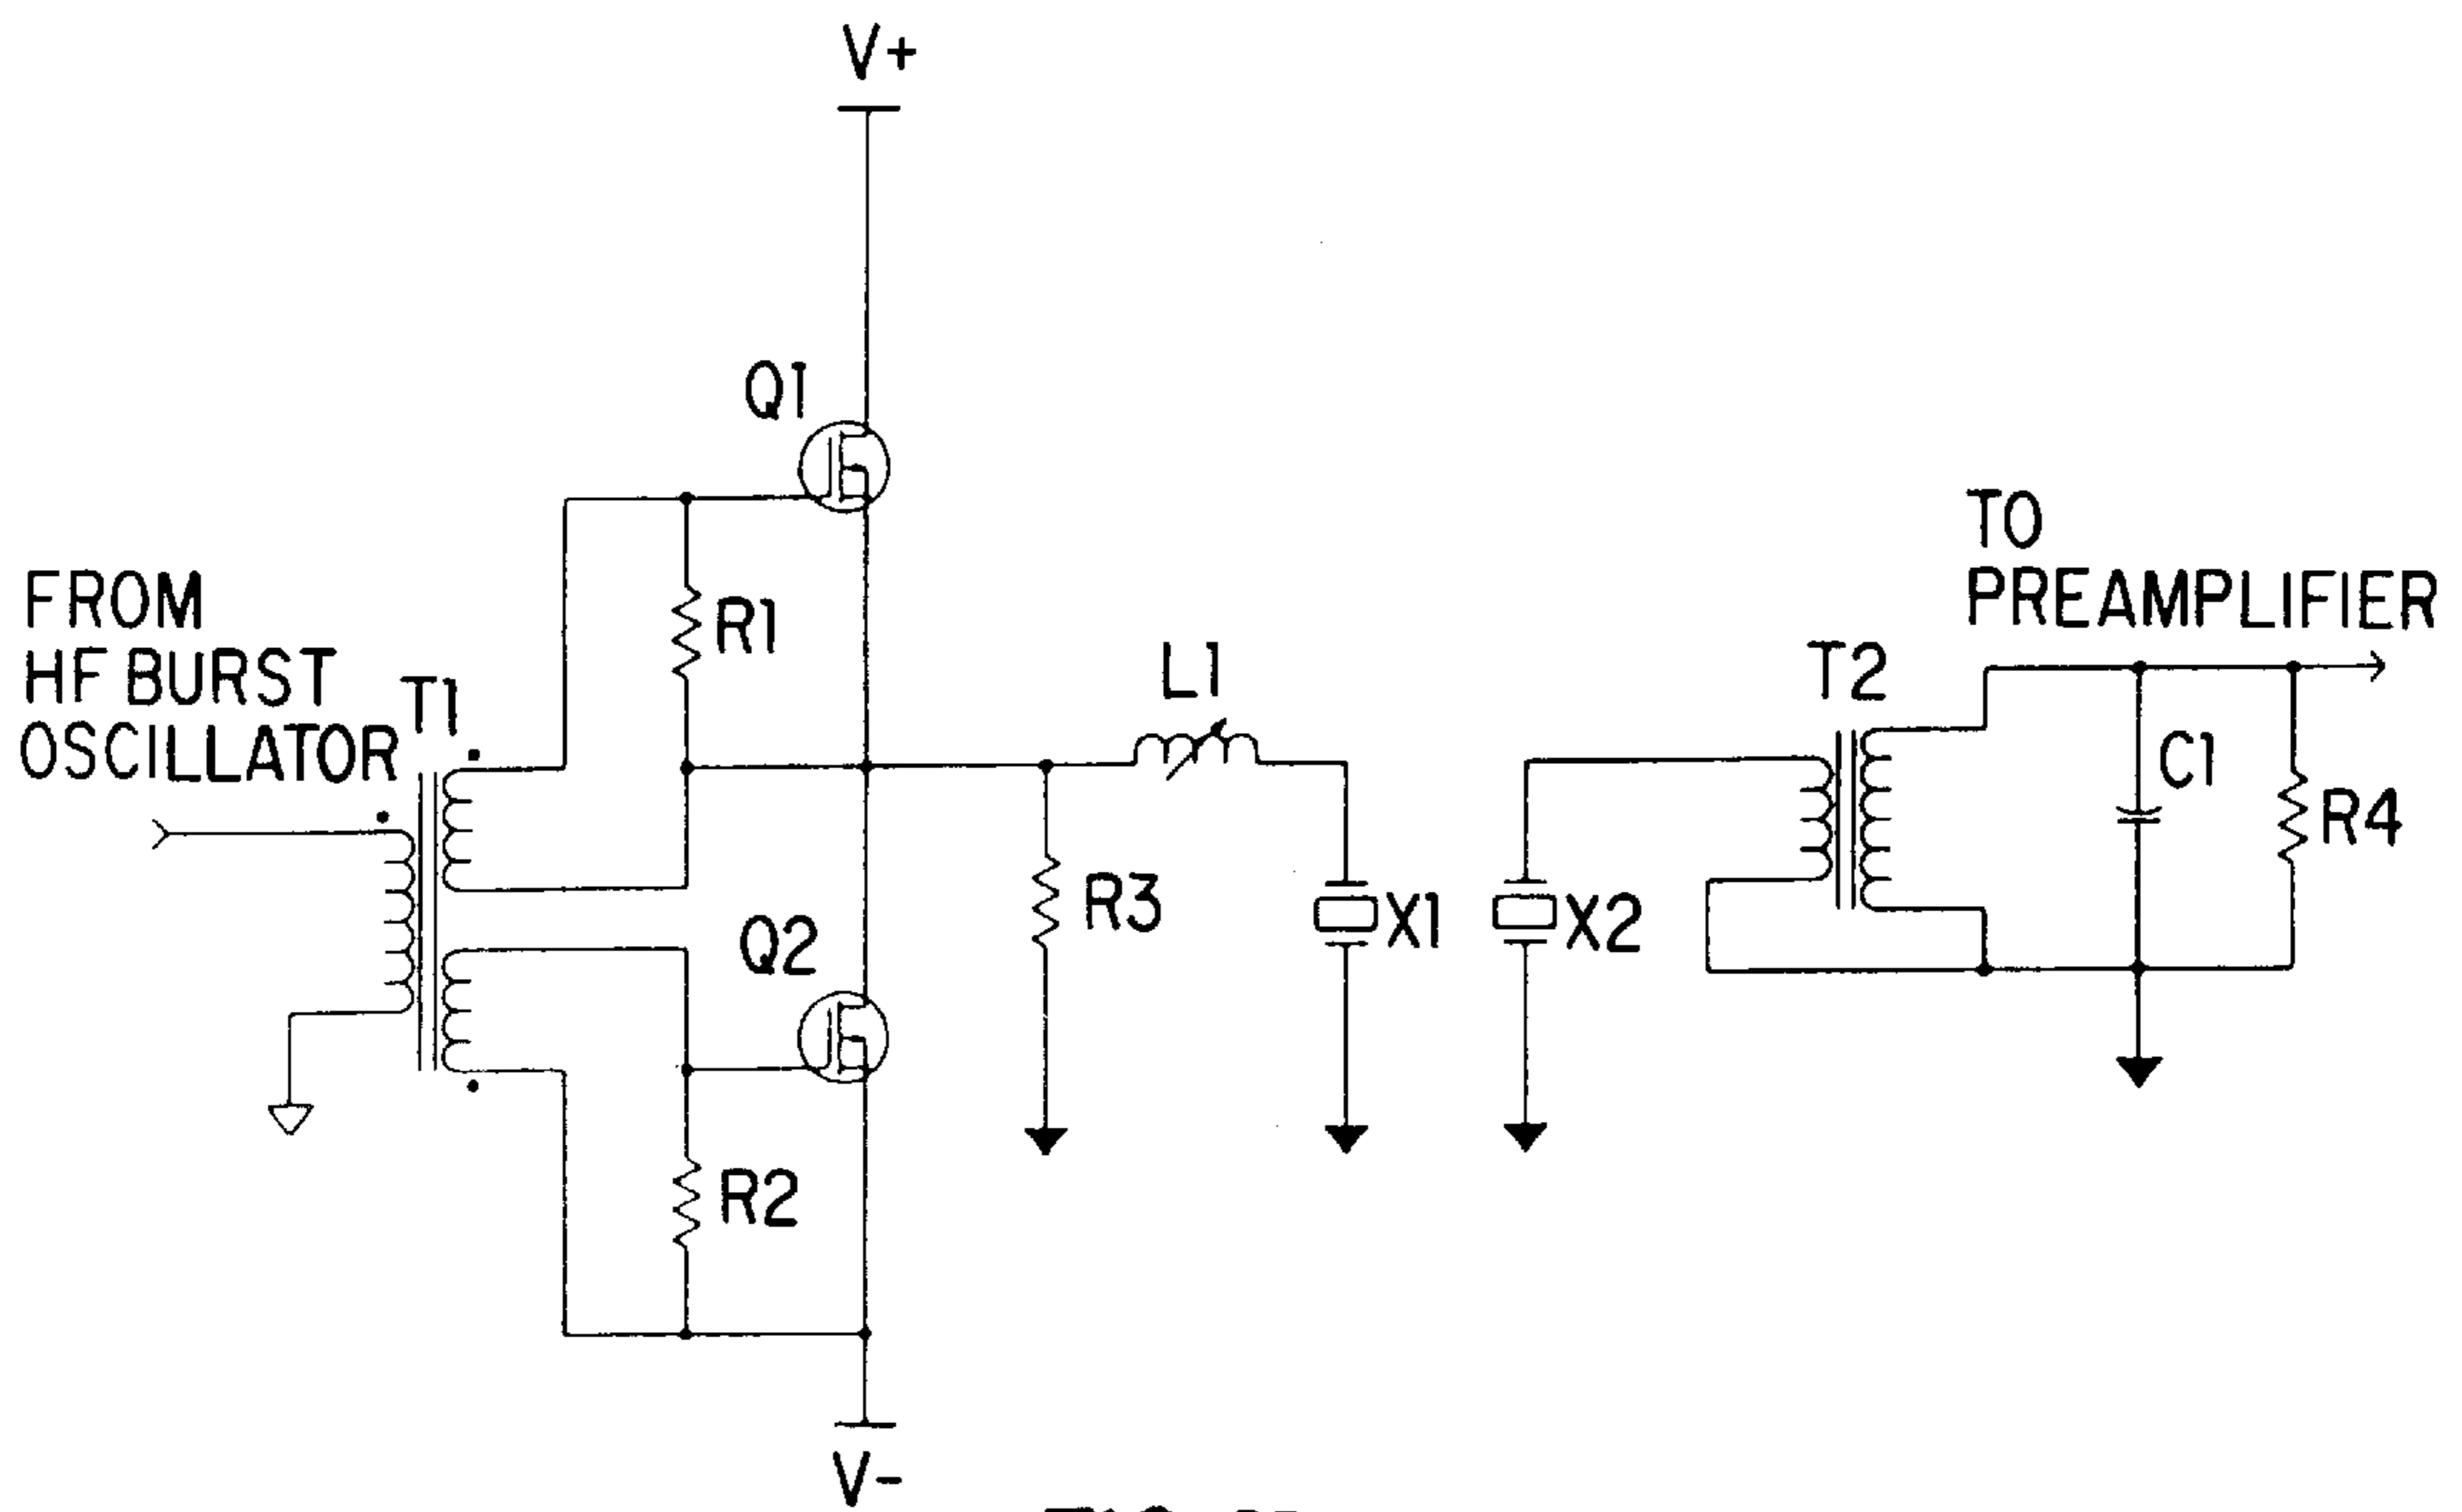 V+
Q1
TO
PREAMPLIFIER
FROM
HF BURST
OSCILLATOR
T1
R1
L1
T2
C1
R4
Q2
R3
X1
X2
R2
V-